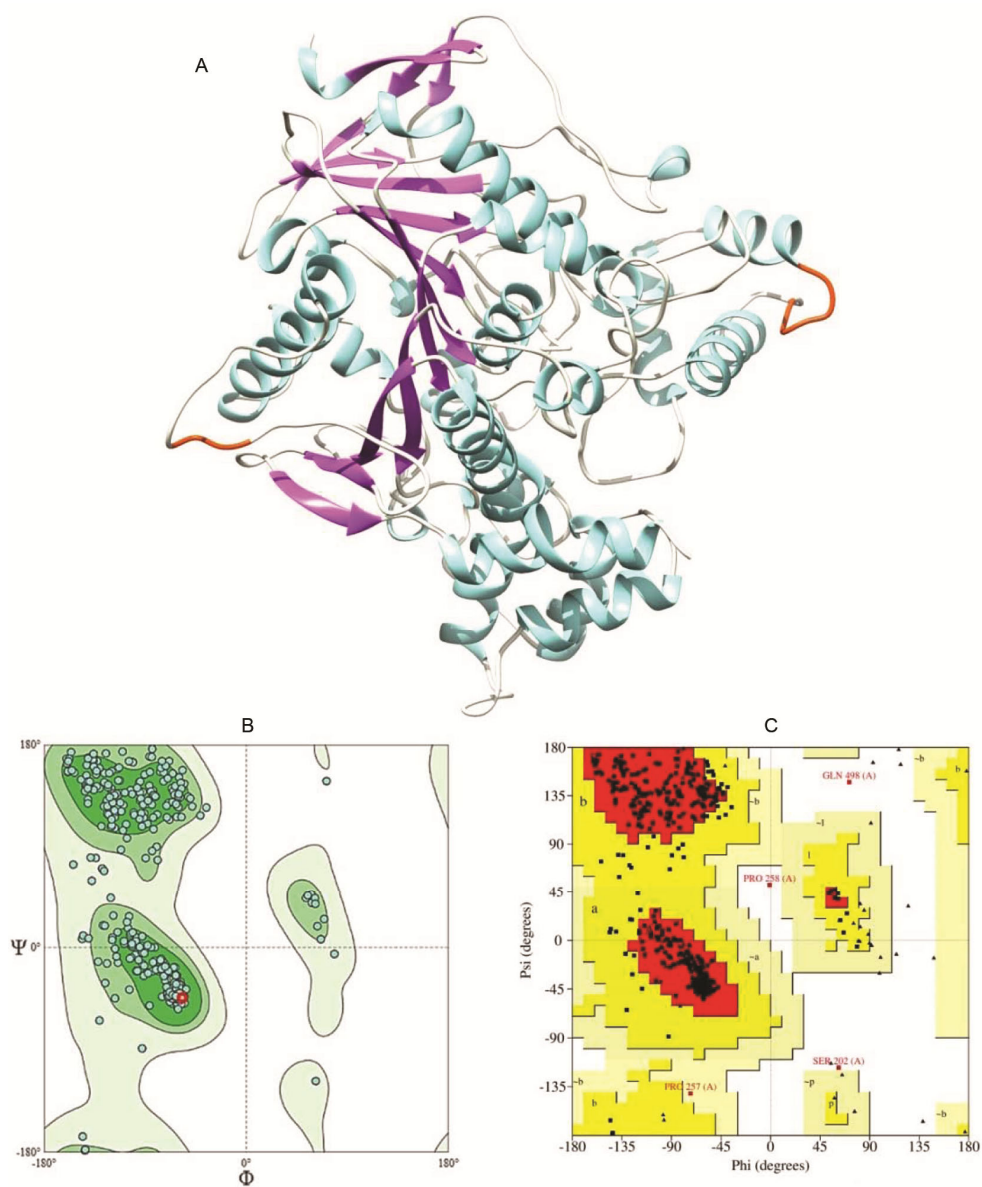 A
B
C
180°
Ψ 0°
-180°
-180° 0° 180°
Φ
180
135
90
45
0
-45
-90
-135
-180 -135 -90 -45 0 45 90 135 180
Psi (degrees)
Phi (degrees)
b
~b
~b
b
GLN 498 (A)
~l
l
PRO 258 (A)
a
~a
SER 202 (A)
~b
PRO 257 (A)
b
~p
p
~b